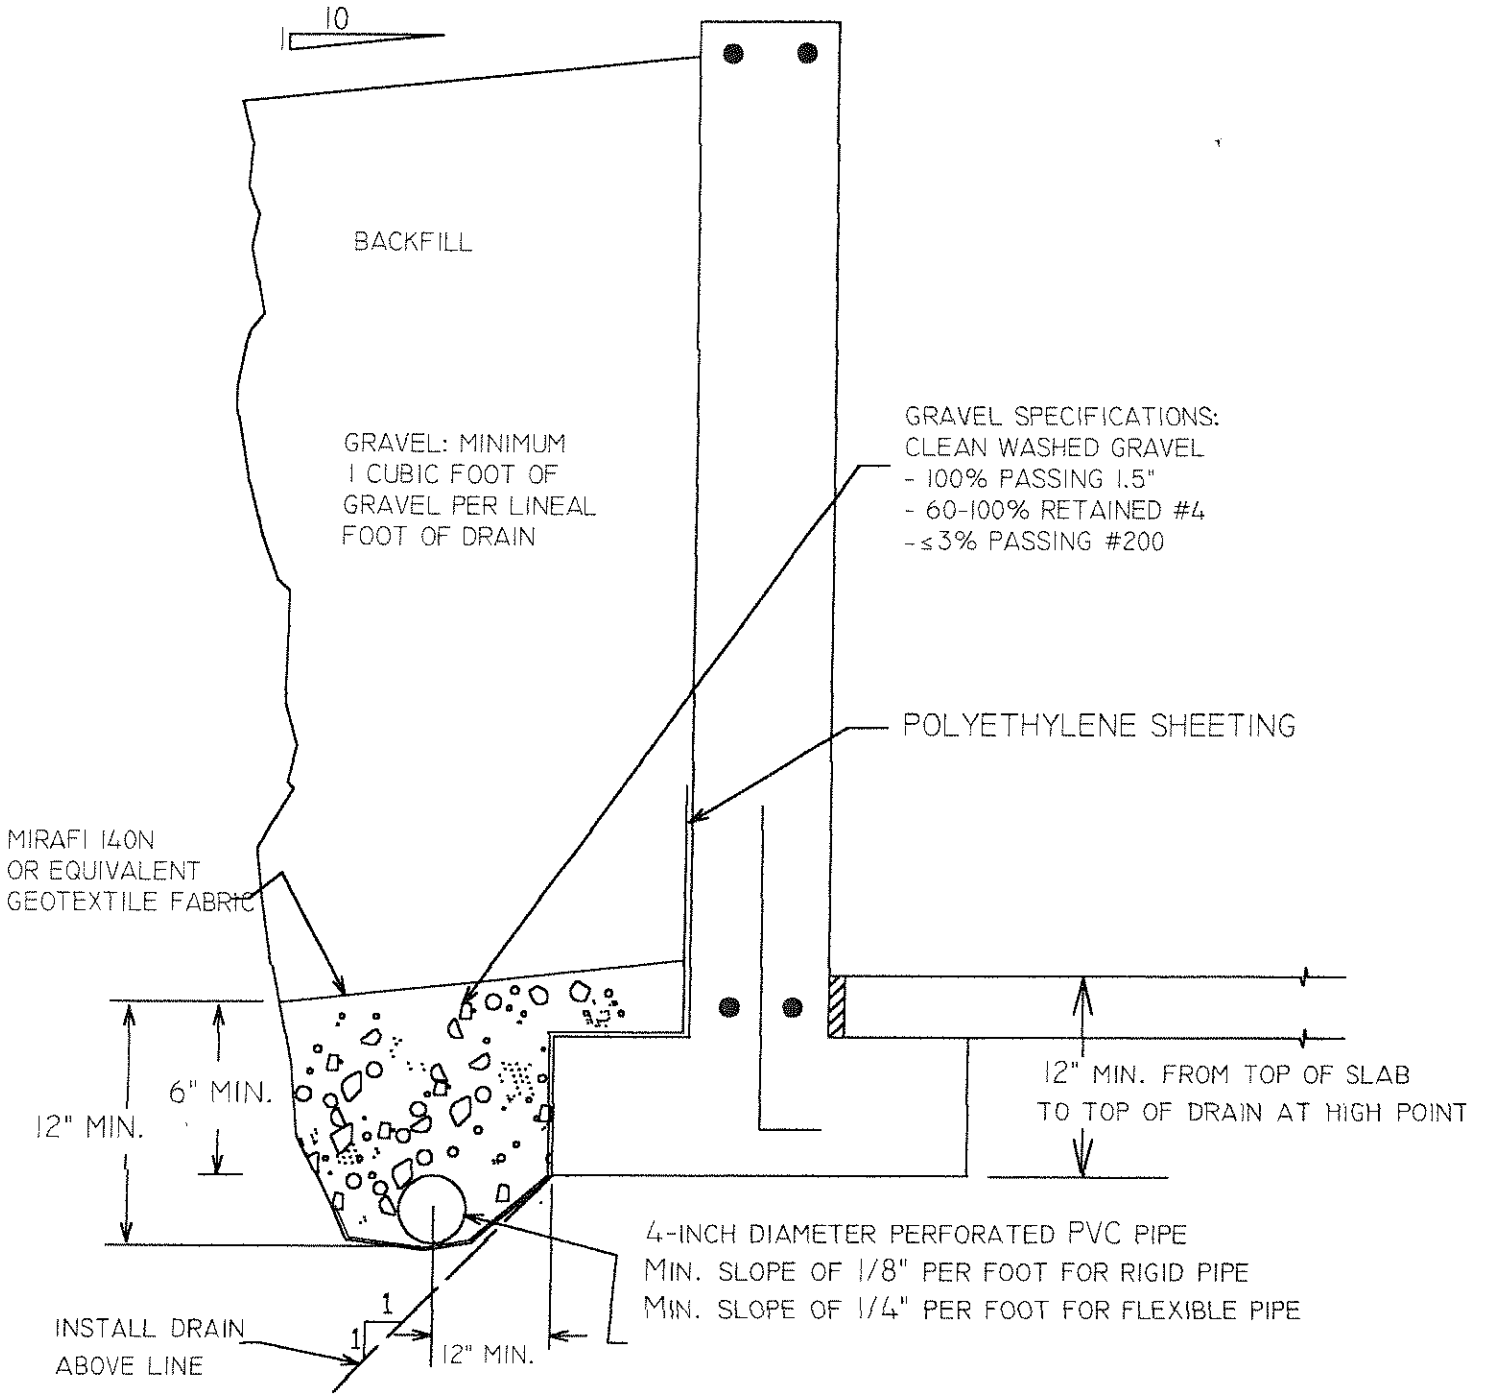 10
1
BACKFILL
GRAVEL: MINIMUM
1 CUBIC FOOT OF
GRAVEL PER LINEAL
FOOT OF DRAIN
GRAVEL SPECIFICATIONS:
CLEAN WASHED GRAVEL
- 100% PASSING 1.5"
- 60-100% RETAINED #4
- ≤3% PASSING #200
POLYETHYLENE SHEETING
MIRAFI 140N
OR EQUIVALENT
GEOTEXTILE FABRIC
6" MIN.
12" MIN.
12" MIN. FROM TOP OF SLAB
TO TOP OF DRAIN AT HIGH POINT
4-INCH DIAMETER PERFORATED PVC PIPE
MIN. SLOPE OF 1/8" PER FOOT FOR RIGID PIPE
MIN. SLOPE OF 1/4" PER FOOT FOR FLEXIBLE PIPE
1
1
12" MIN.
INSTALL DRAIN
ABOVE LINE